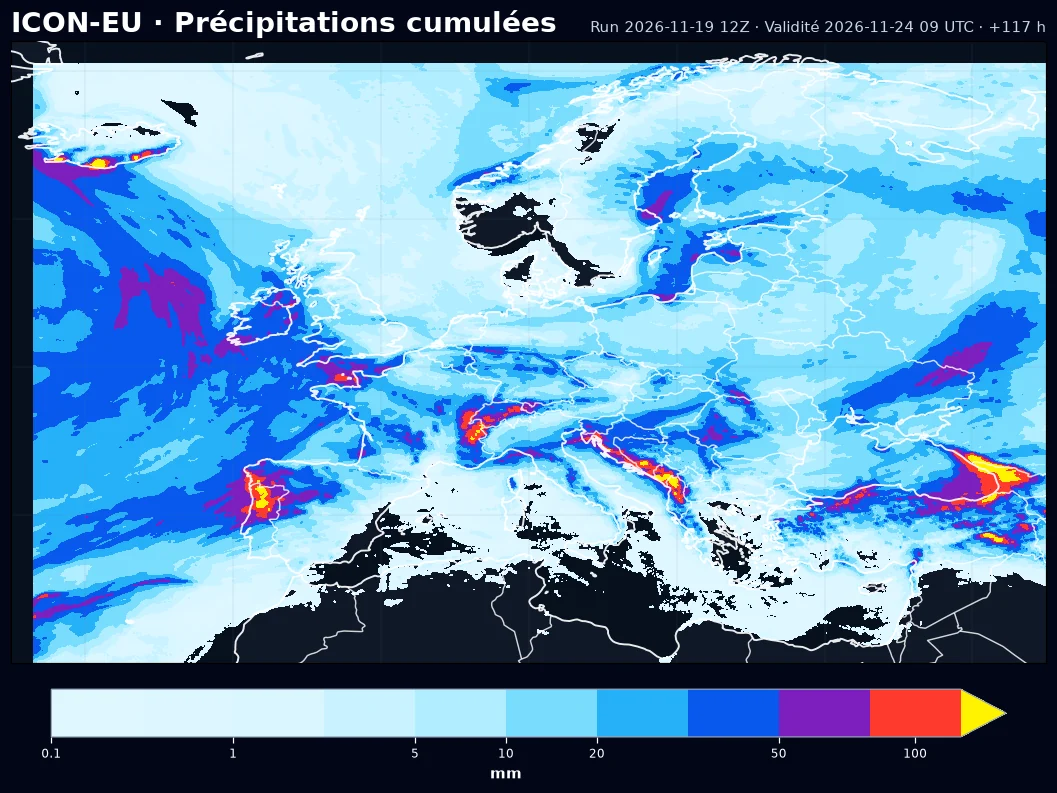 ICON-EU · Précipitations cumulées
Run 2026-11-19 12Z · Validité 2026-11-24 09 UTC · +117 h
0.1 1 5 10 20 50 100
mm